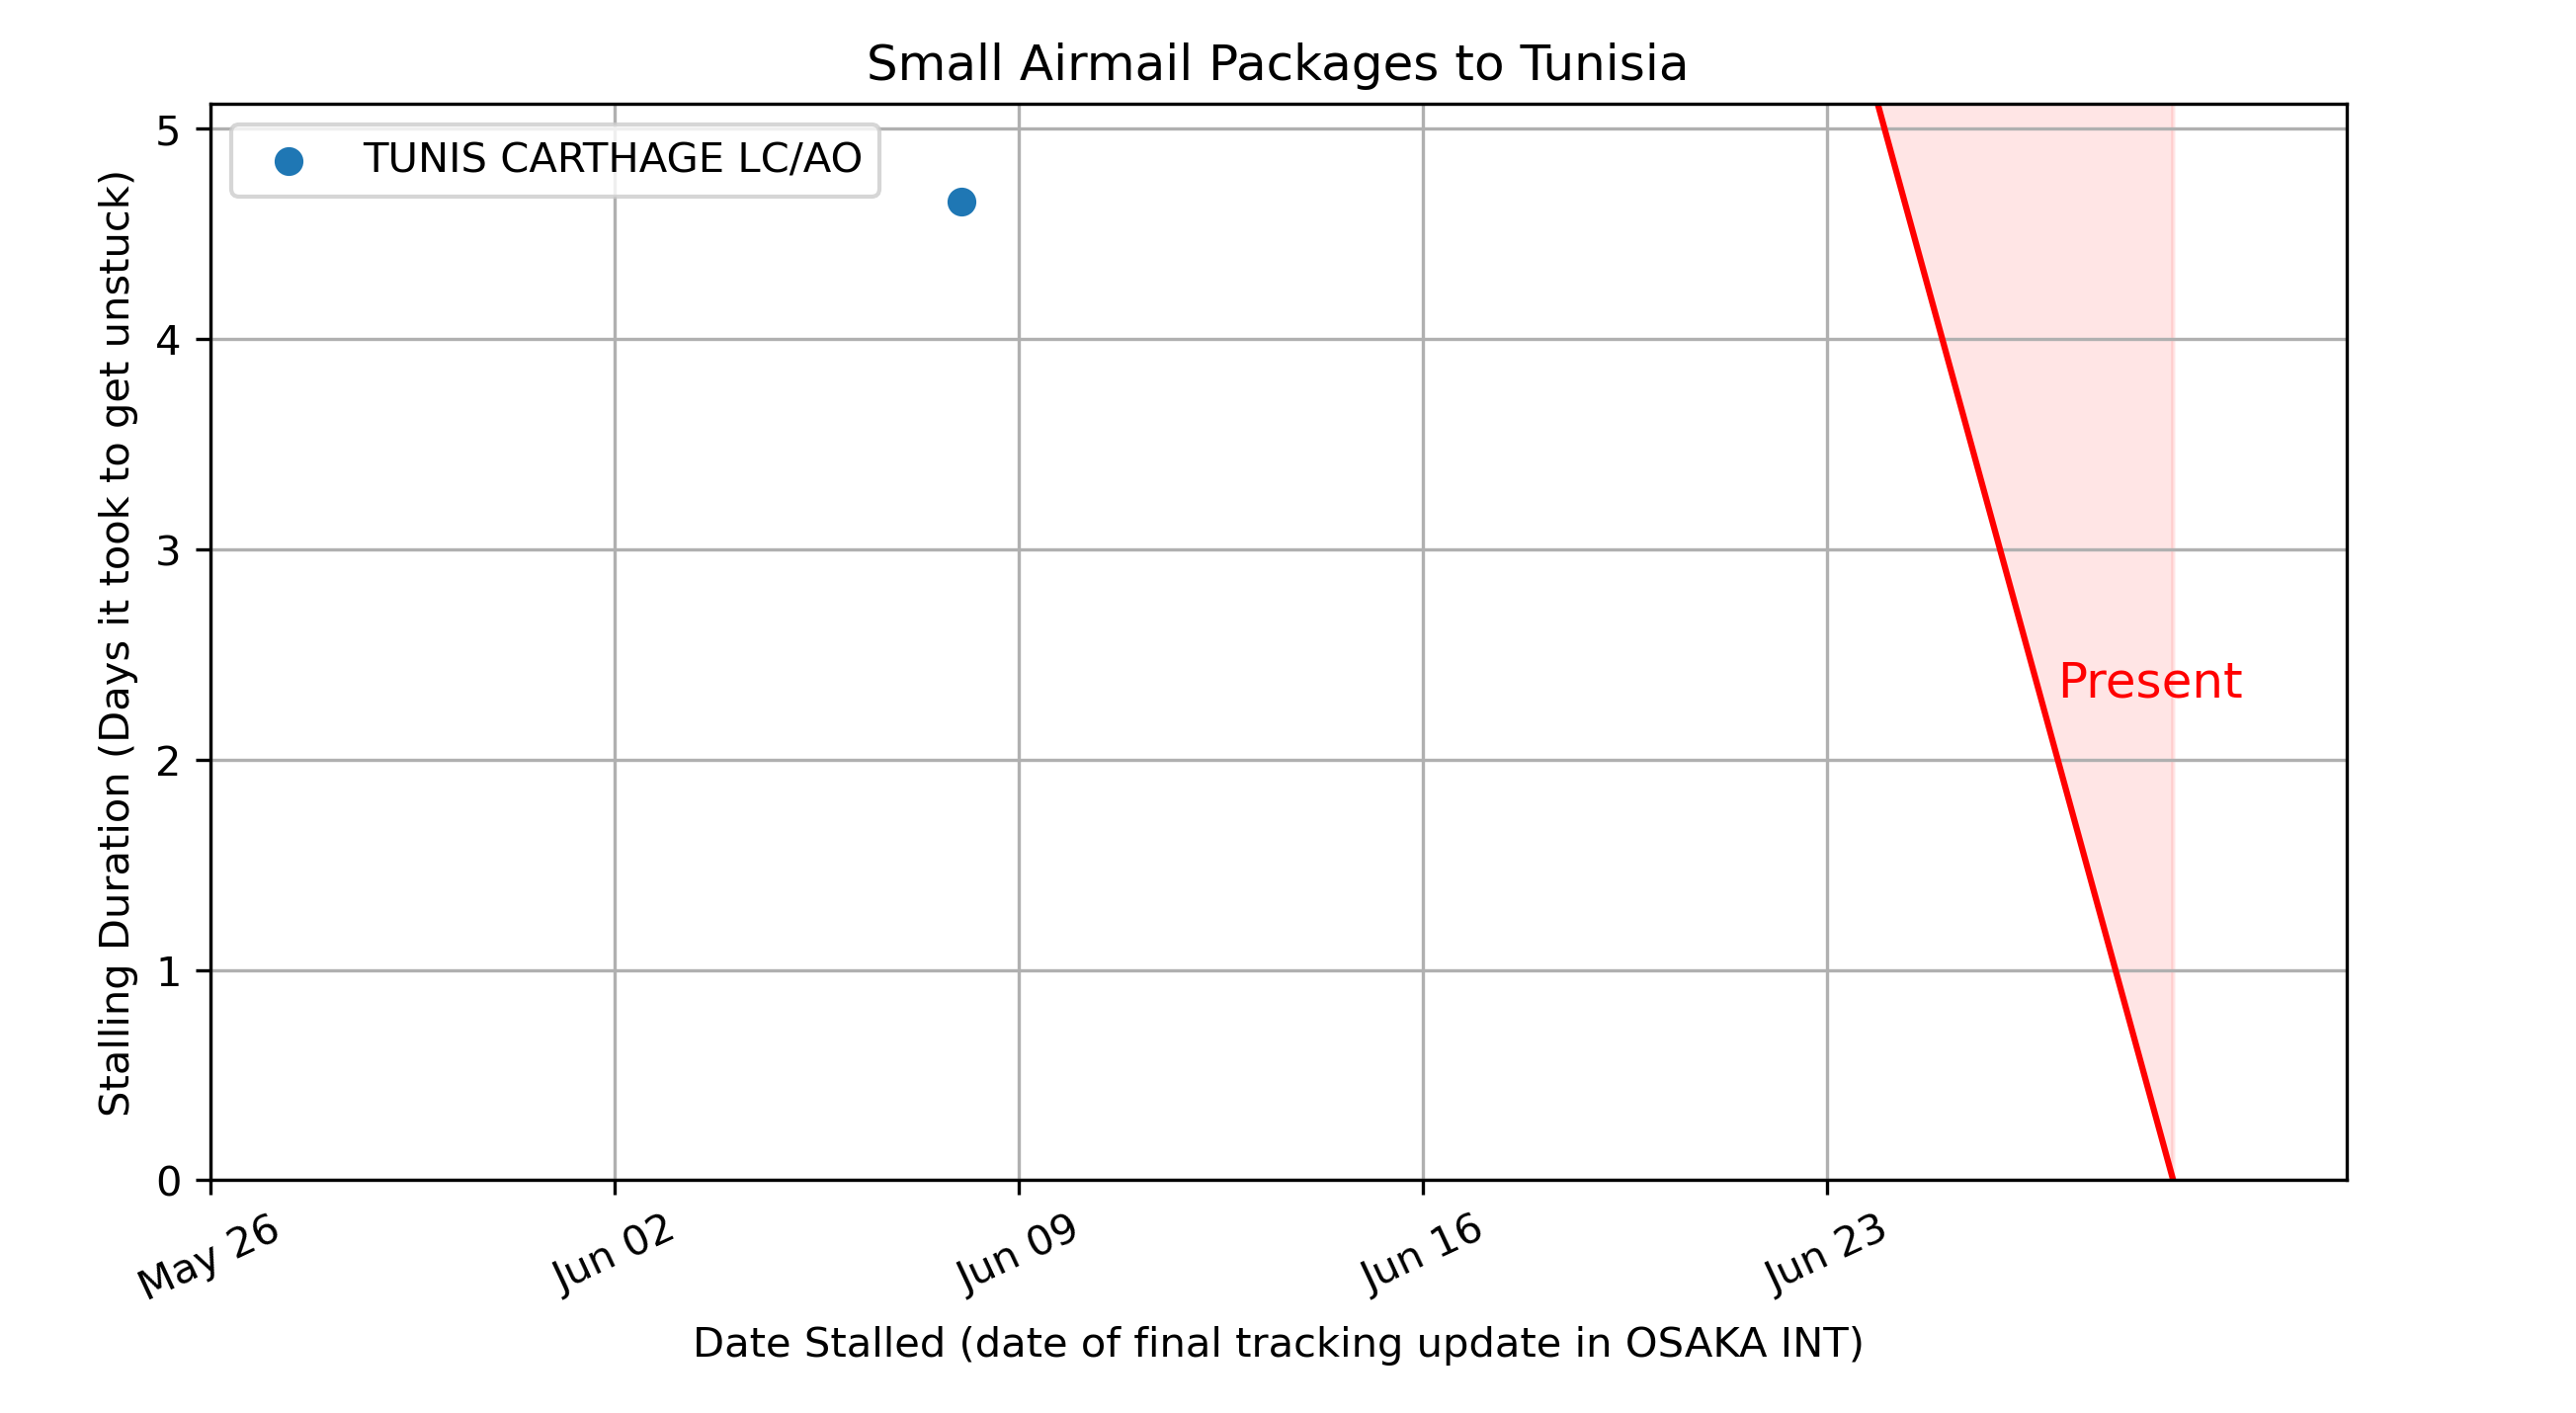 Small Airmail Packages to Tunisia
TUNIS CARTHAGE LC/AO
Stalling Duration (Days it took to get unstuck)
5
4
3
2
1
0
Present
May 26
Jun 02
Jun 09
Jun 16
Jun 23
Date Stalled (date of final tracking update in OSAKA INT)